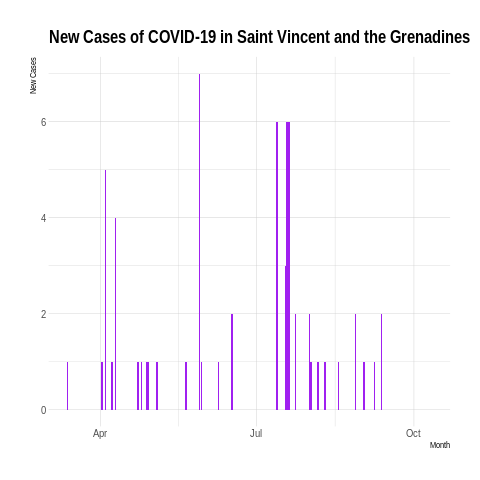 New Cases of COVID-19 in Saint Vincent and the Grenadines
New Cases
6
4
2
0
Apr
Jul
Oct
Month